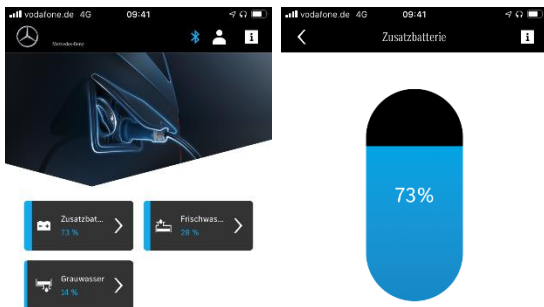 vodafone.de 4G 09:41
Mercedes-Benz
i
Zusatzbat...
73 %
Frischwas...
28 %
Grauwasser
14 %
vodafone.de 4G 09:41
Zusatzbatterie
i
73%